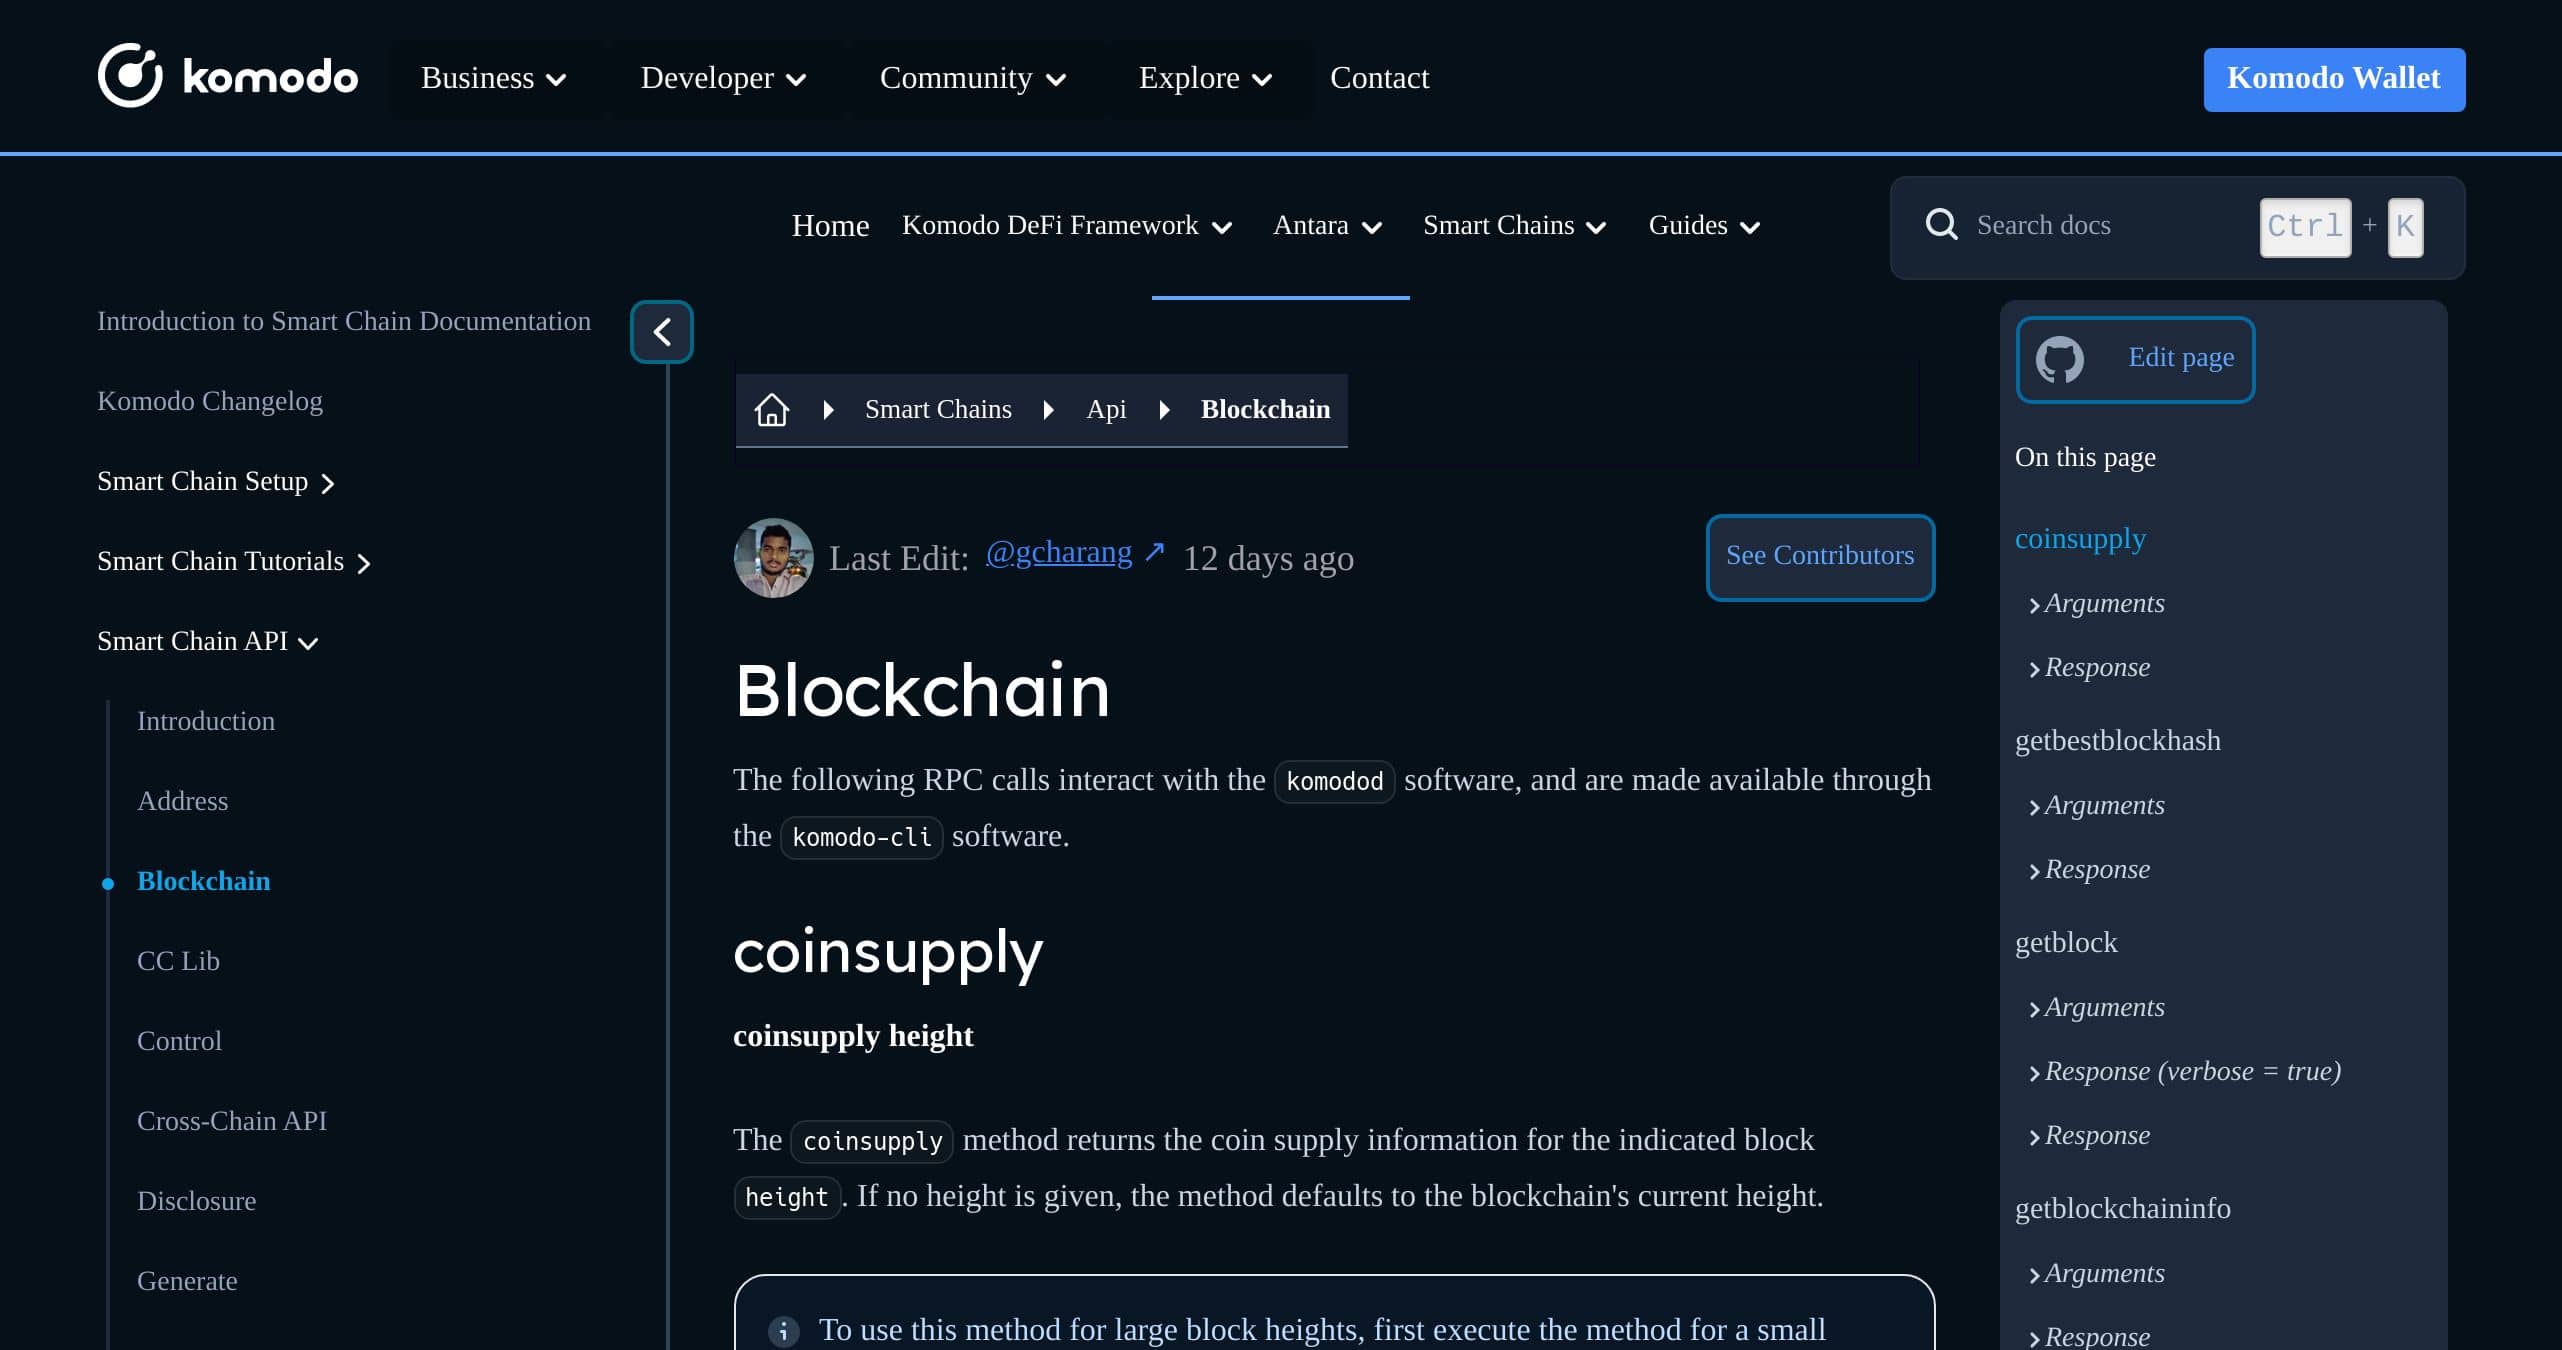 komodo
Business
Developer
Community
Explore
Contact
Komodo Wallet
Home
Komodo DeFi Framework
Antara
Smart Chains
Guides
Search docs
Ctrl + K
Introduction to Smart Chain Documentation
Komodo Changelog
Smart Chain Setup
Smart Chain Tutorials
Smart Chain API
Introduction
Address
Blockchain
CC Lib
Control
Cross-Chain API
Disclosure
Generate
Smart Chains
Api
Blockchain
Last Edit: @gcharang ↗ 12 days ago
See Contributors
Blockchain
The following RPC calls interact with the komodod software, and are made available through
the komodo-cli software.
coinsupply
coinsupply height
The coinsupply method returns the coin supply information for the indicated block
height. If no height is given, the method defaults to the blockchain's current height.
To use this method for large block heights, first execute the method for a small
Edit page
On this page
coinsupply
Arguments
Response
getbestblockhash
Arguments
Response
getblock
Arguments
Response (verbose = true)
Response
getblockchaininfo
Arguments
Response